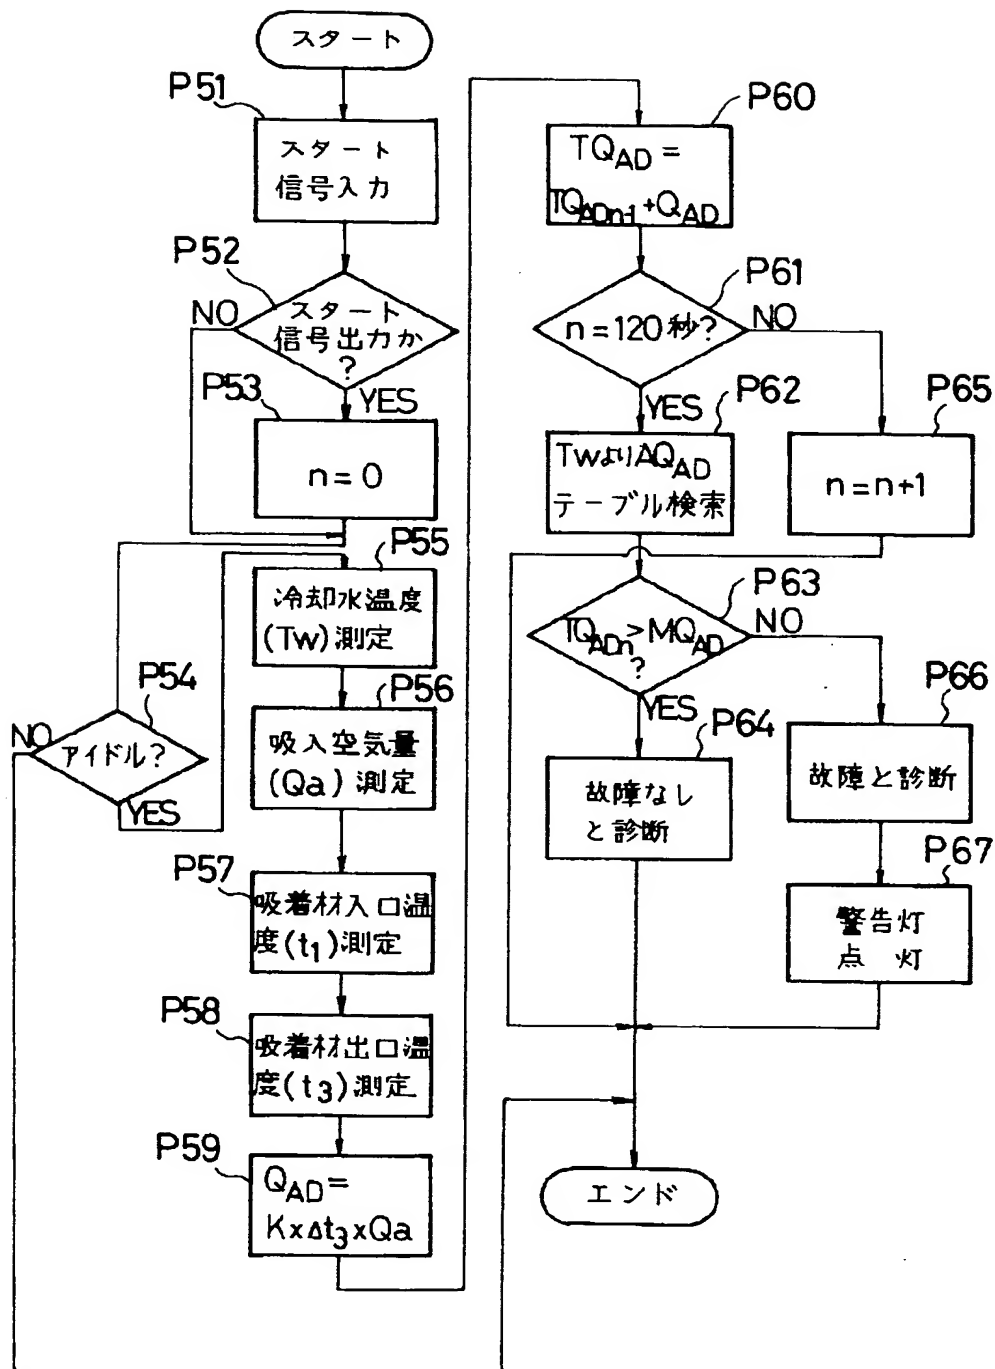 スタート
P51
スタート
信号入力
P52
NO
スタート
信号出力か
?
YES
P53
n=0
P54
NO
アイドル?
YES
P55
冷却水温度
(Tw)測定
P56
吸入空気量
(Qa)測定
P57
吸着材入口温
度(t1)測定
P58
吸着材出口温
度(t3)測定
P59
QAD=
K×Δt3×Qa
P60
TQAD=
TQADn-1+QAD
P61
n=120秒?
NO
YES
P62
TwよりAQAD
テーブル検索
P65
n=n+1
P63
TQADn>MQAD
?
NO
YES
P64
故障なし
と診断
P66
故障と診断
P67
警告灯
点 灯
エンド